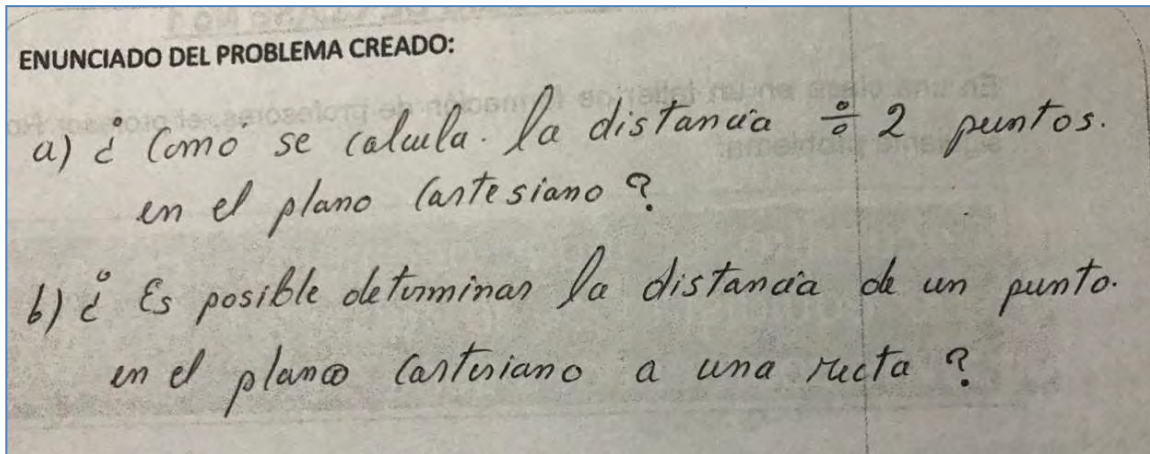 ENUNCIADO DEL PROBLEMA CREADO:
a) ¿ Comó se calcula. la distancia ÷ 2 puntos.
en el plano Cartesiano ?
b) ¿ Es posible determinar la distancia de un punto.
en el plano Cartesiano a una recta ?